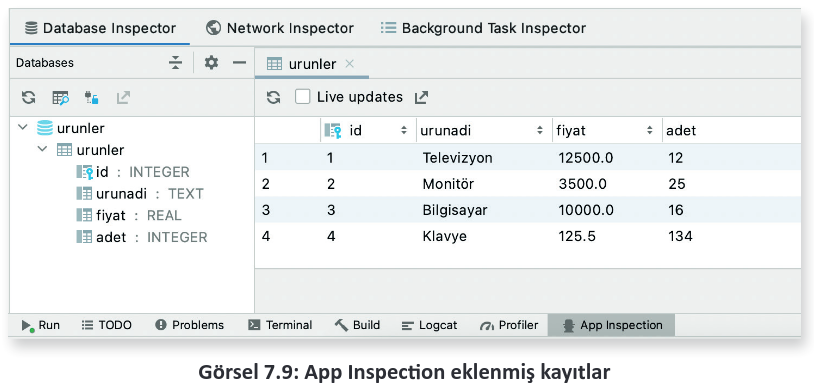 Database Inspector Network Inspector Background Task Inspector
Databases
urunler
Live updates
urunler
urunler
id : INTEGER
urunadi : TEXT
fiyat : REAL
adet : INTEGER
id urunadi fiyat adet
1 1 Televizyon 12500.0 12
2 2 Monitör 3500.0 25
3 3 Bilgisayar 10000.0 16
4 4 Klavye 125.5 134
Run TODO Problems Terminal Build Logcat Profiler App Inspection
Görsel 7.9: App Inspection eklenmiş kayıtlar